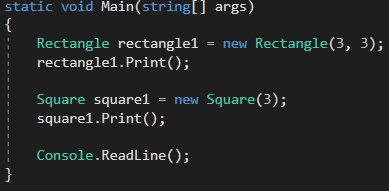 static void Main(string[] args)
{
Rectangle rectangle1 = new Rectangle(3, 3);
rectangle1.Print();
Square square1 = new Square(3);
square1.Print();
Console.ReadLine();
}